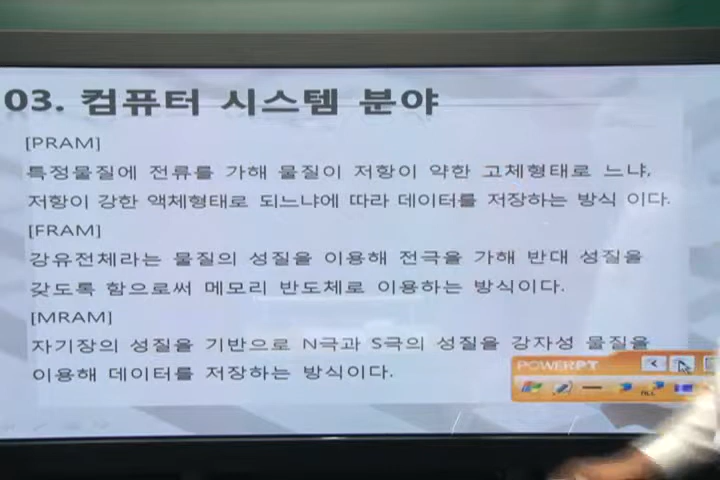 03. 컴퓨터 시스템 분야
[PRAM]
특정물질에 전류를 가해 물질이 저항이 약한 고체형태로 느냐,
저항이 강한 액체형태로 되느냐에 따라 데이터를 저장하는 방식 이다.
[FRAM]
강유전체라는 물질의 성질을 이용해 전극을 가해 반대 성질을
갖도록 함으로써 메모리 반도체로 이용하는 방식이다.
[MRAM]
자기장의 성질을 기반으로 N극과 S극의 성질을 강자성 물질을
이용해 데이터를 저장하는 방식이다.
POWERPT
ALL